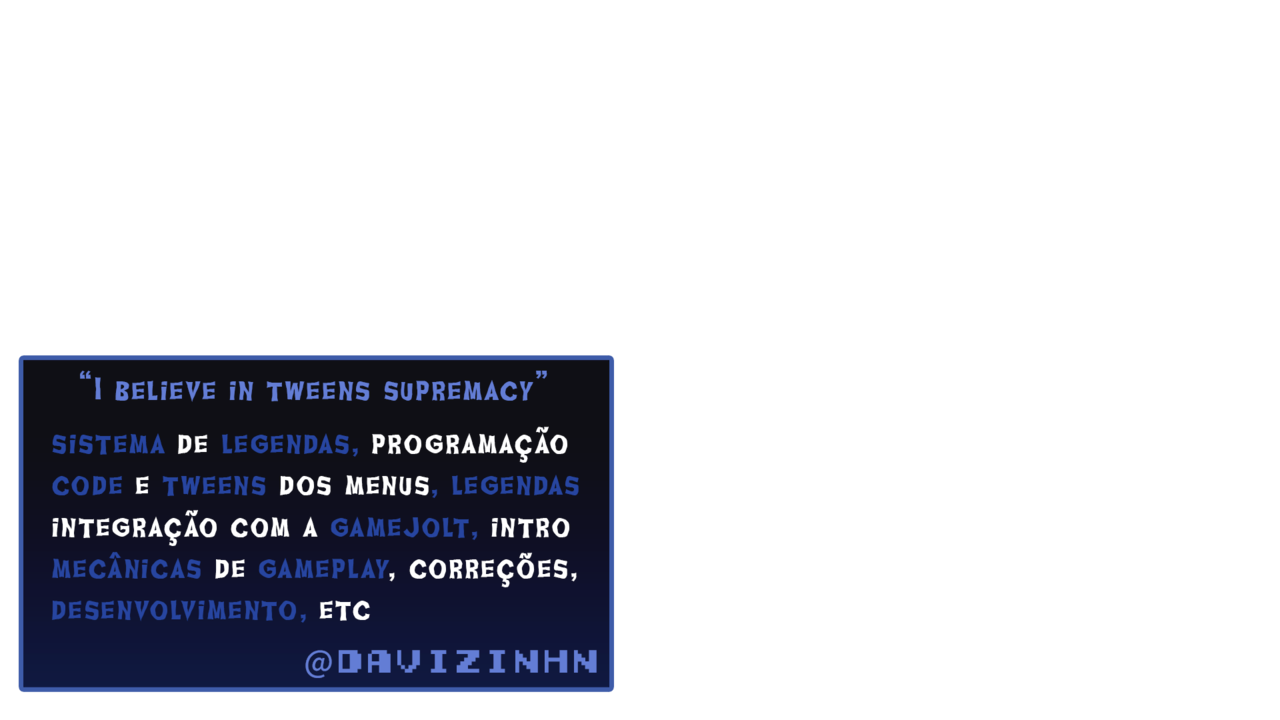 “I BELiEVE iN TWEENS SUPREMACY”
SiSTEMA DE LEGENDAS, PROGRAMAÇÃO
CODE E TWEENS DOS MENUS, LEGENDAS
iNTEGRAÇÃO COM A GAMEJOLT, iNTRO
MECÂNiCAS DE GAMEPLAY, CORREÇÕES,
DESENVOLViMENTO, ETC
@DAVIZINHN